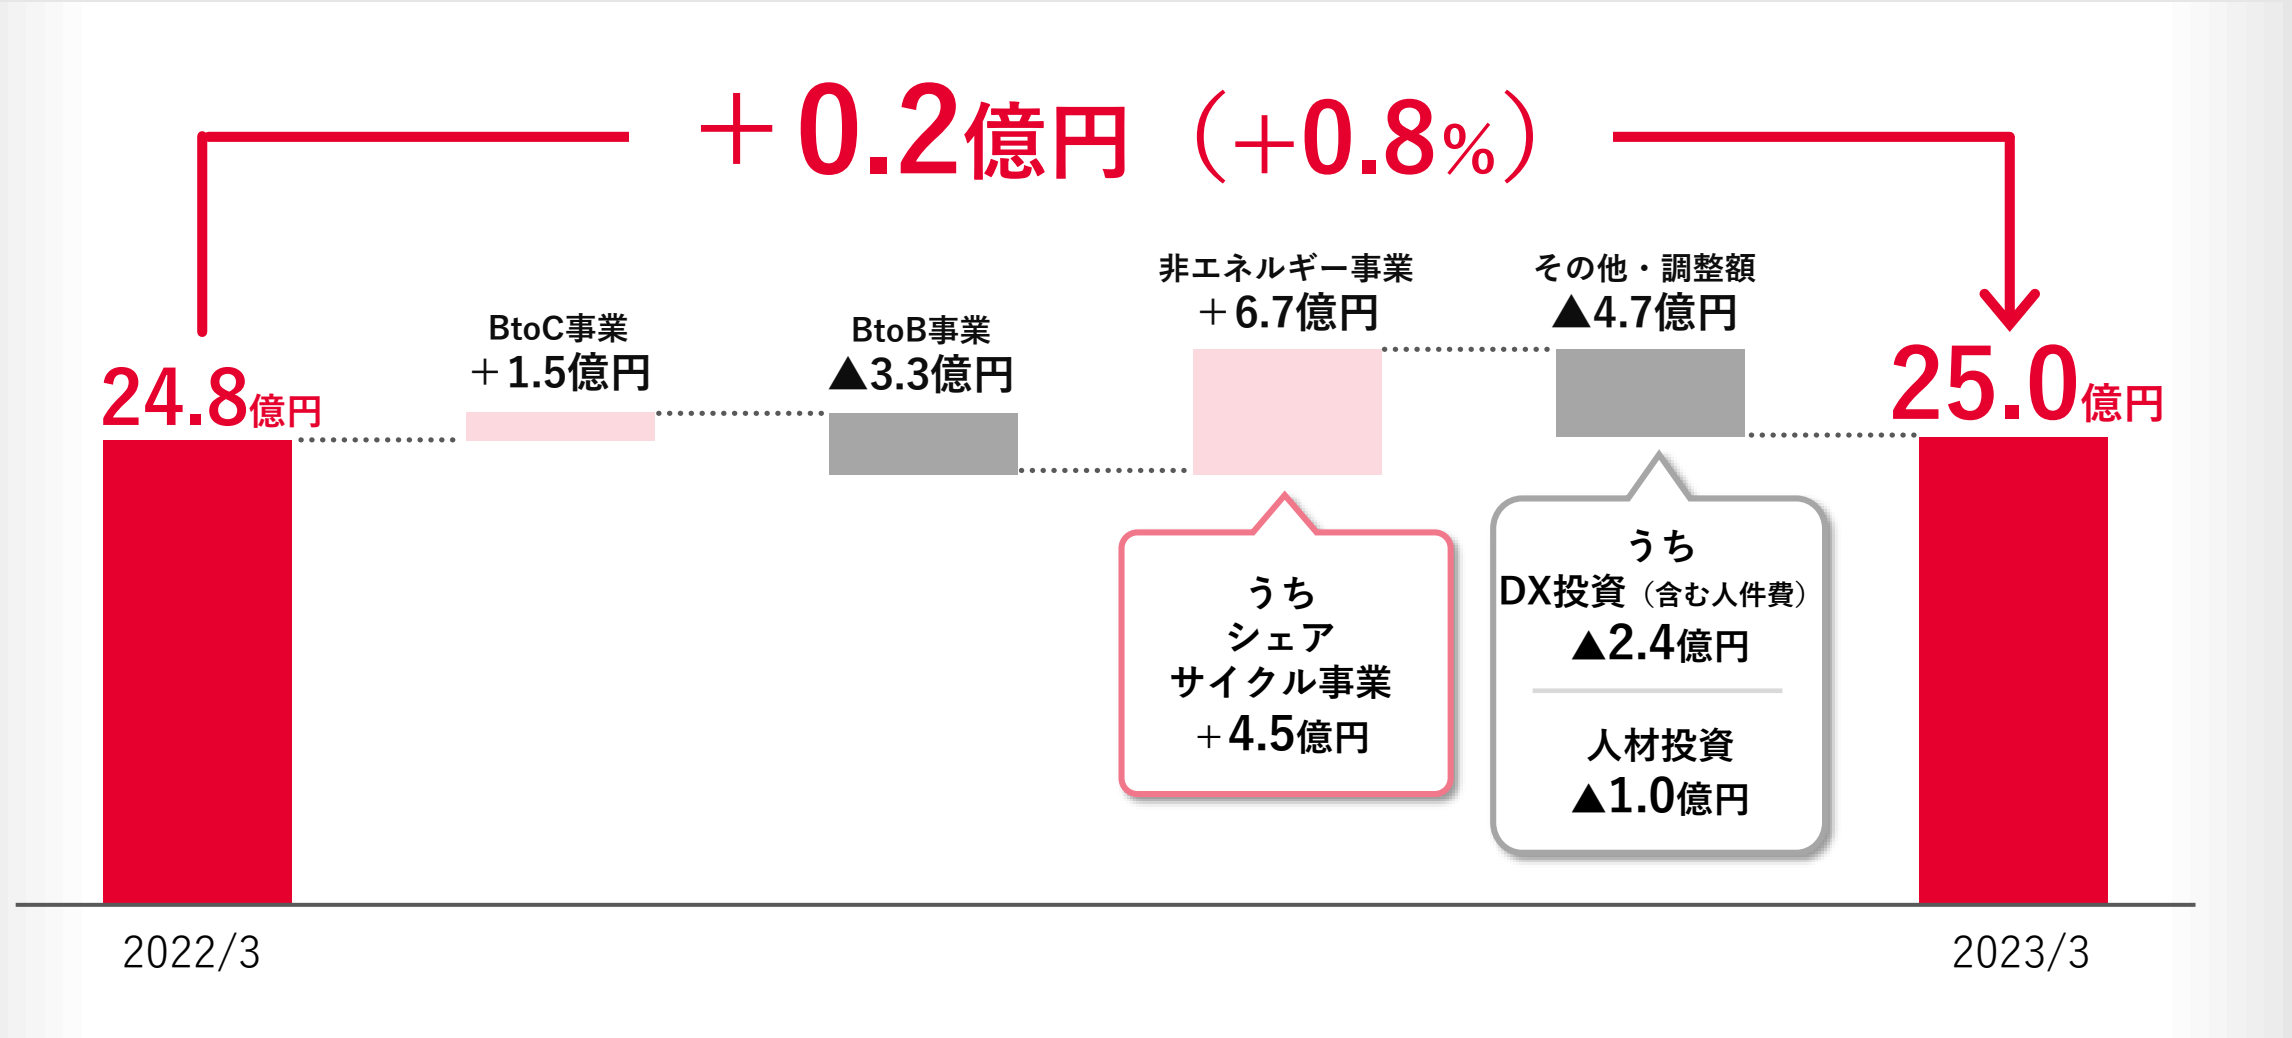 ＋0.2億円（+0.8%）
24.8億円
BtoC事業
＋1.5億円
BtoB事業
▲3.3億円
非エネルギー事業
＋6.7億円
その他・調整額
▲4.7億円
25.0億円
うち
シェア
サイクル事業
＋4.5億円
うち
DX投資（含む人件費）
▲2.4億円
人材投資
▲1.0億円
2022/3
2023/3